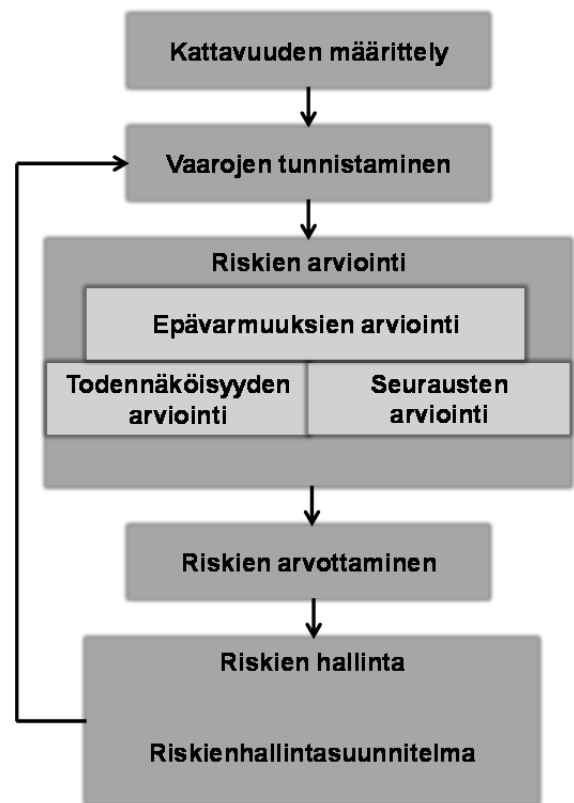 Kattavuuden määrittely
Vaarojen tunnistaminen
Riskien arviointi
Epävarmuuksien arviointi
Todennäköisyyden
arviointi
Seurausten
arviointi
Riskien arvottaminen
Riskien hallinta
Riskienhallintasuunnitelma